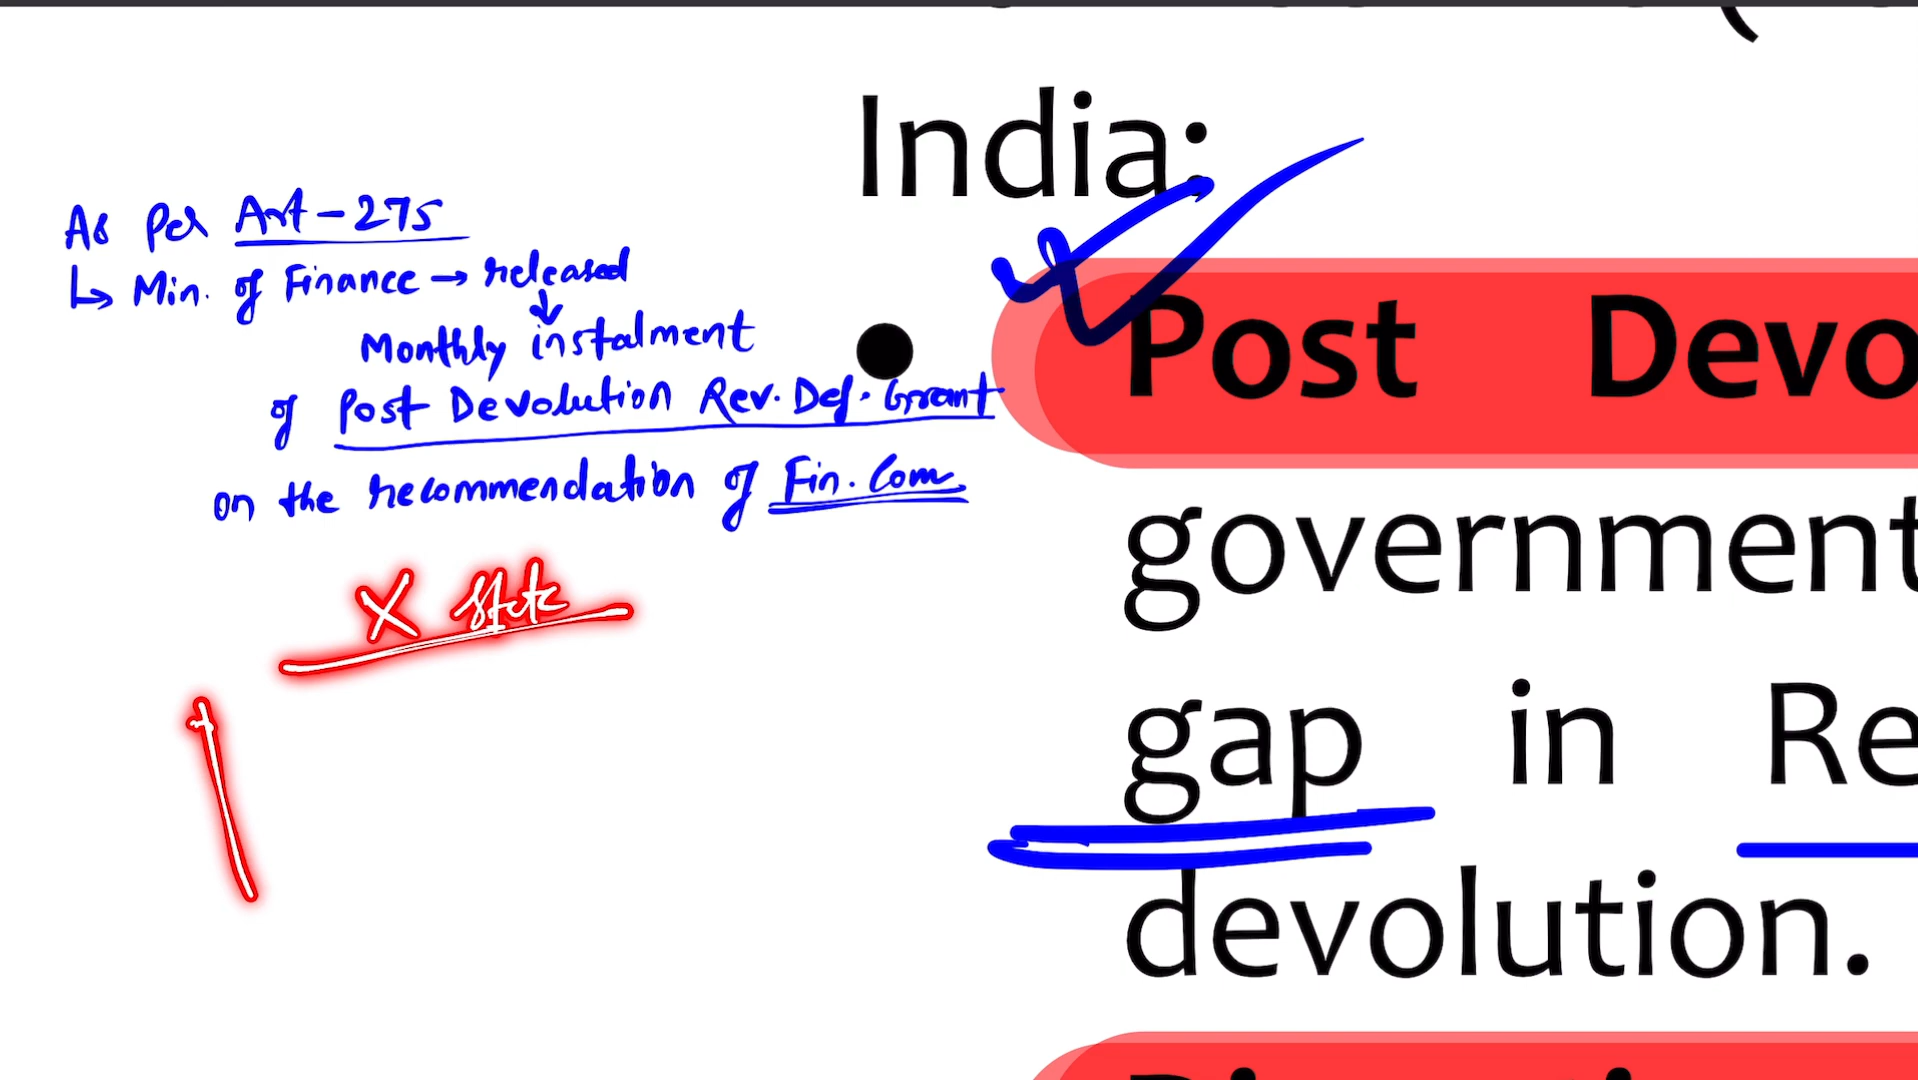 India:
As Per Art-275
↳ Min. of Finance → released
↓
Monthly instalment
of Post Devolution Rev. Def. Grant
on the recommendation of Fin. Com.
X State
• Post Devo
government
gap in Re
devolution.